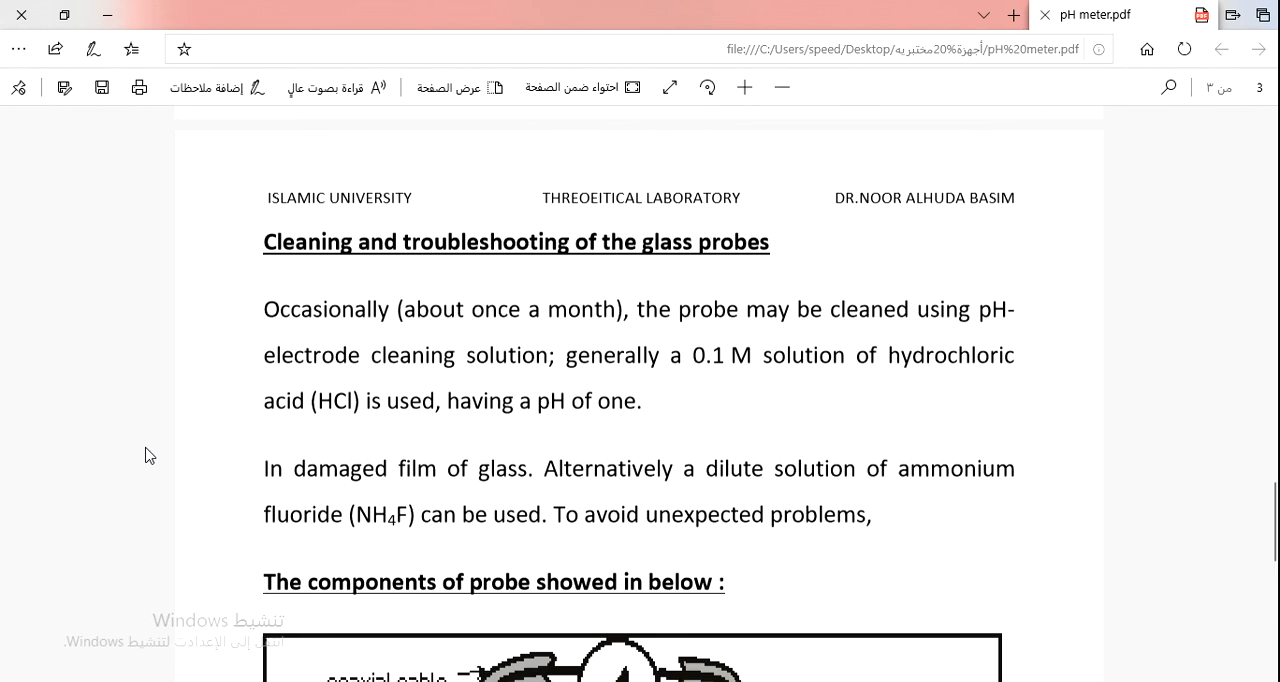 pH meter.pdf
file:///C:/Users/speed/Desktop/أجهزة%20مختبريه/pH%20meter.pdf
إضافة ملاحظات
قراءة بصوت عالٍ
عرض الصفحة
احتواء ضمن الصفحة
3 من ٣
ISLAMIC UNIVERSITY THREOEITICAL LABORATORY DR.NOOR ALHUDA BASIM
Cleaning and troubleshooting of the glass probes
Occasionally (about once a month), the probe may be cleaned using pH-
electrode cleaning solution; generally a 0.1 M solution of hydrochloric
acid (HCl) is used, having a pH of one.
In damaged film of glass. Alternatively a dilute solution of ammonium
fluoride (NH₄F) can be used. To avoid unexpected problems,
The components of probe showed in below :
تنشيط Windows
انتقل إلى الإعدادات لتنشيط Windows.